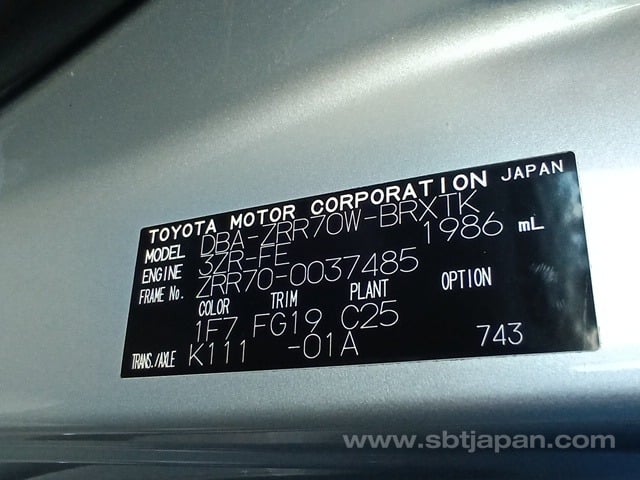 TOYOTA MOTOR CORPORATION JAPAN
MODEL DBA-ZRR70W-BRXTK
ENGINE 3ZR-FE 1986 mL
FRAME No. ZRR70-0037485
COLOR TRIM PLANT OPTION
1F7 FG19 C25
TRANS./AXLE K111 -01A 743
www.sbtjapan.com